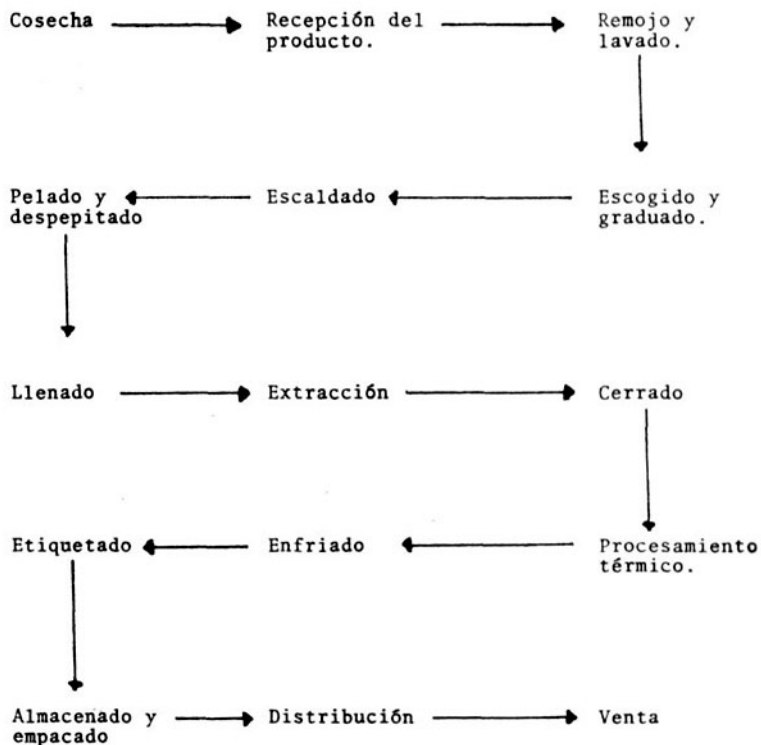 Cosecha
Recepción del
producto.
Remojo y
lavado.
Pelado y
despepitado
Escaldado
Escogido y
graduado.
Llenado
Extracción
Cerrado
Etiquetado
Enfriado
Procesamiento
térmico.
Almacenado y
empacado
Distribución
Venta